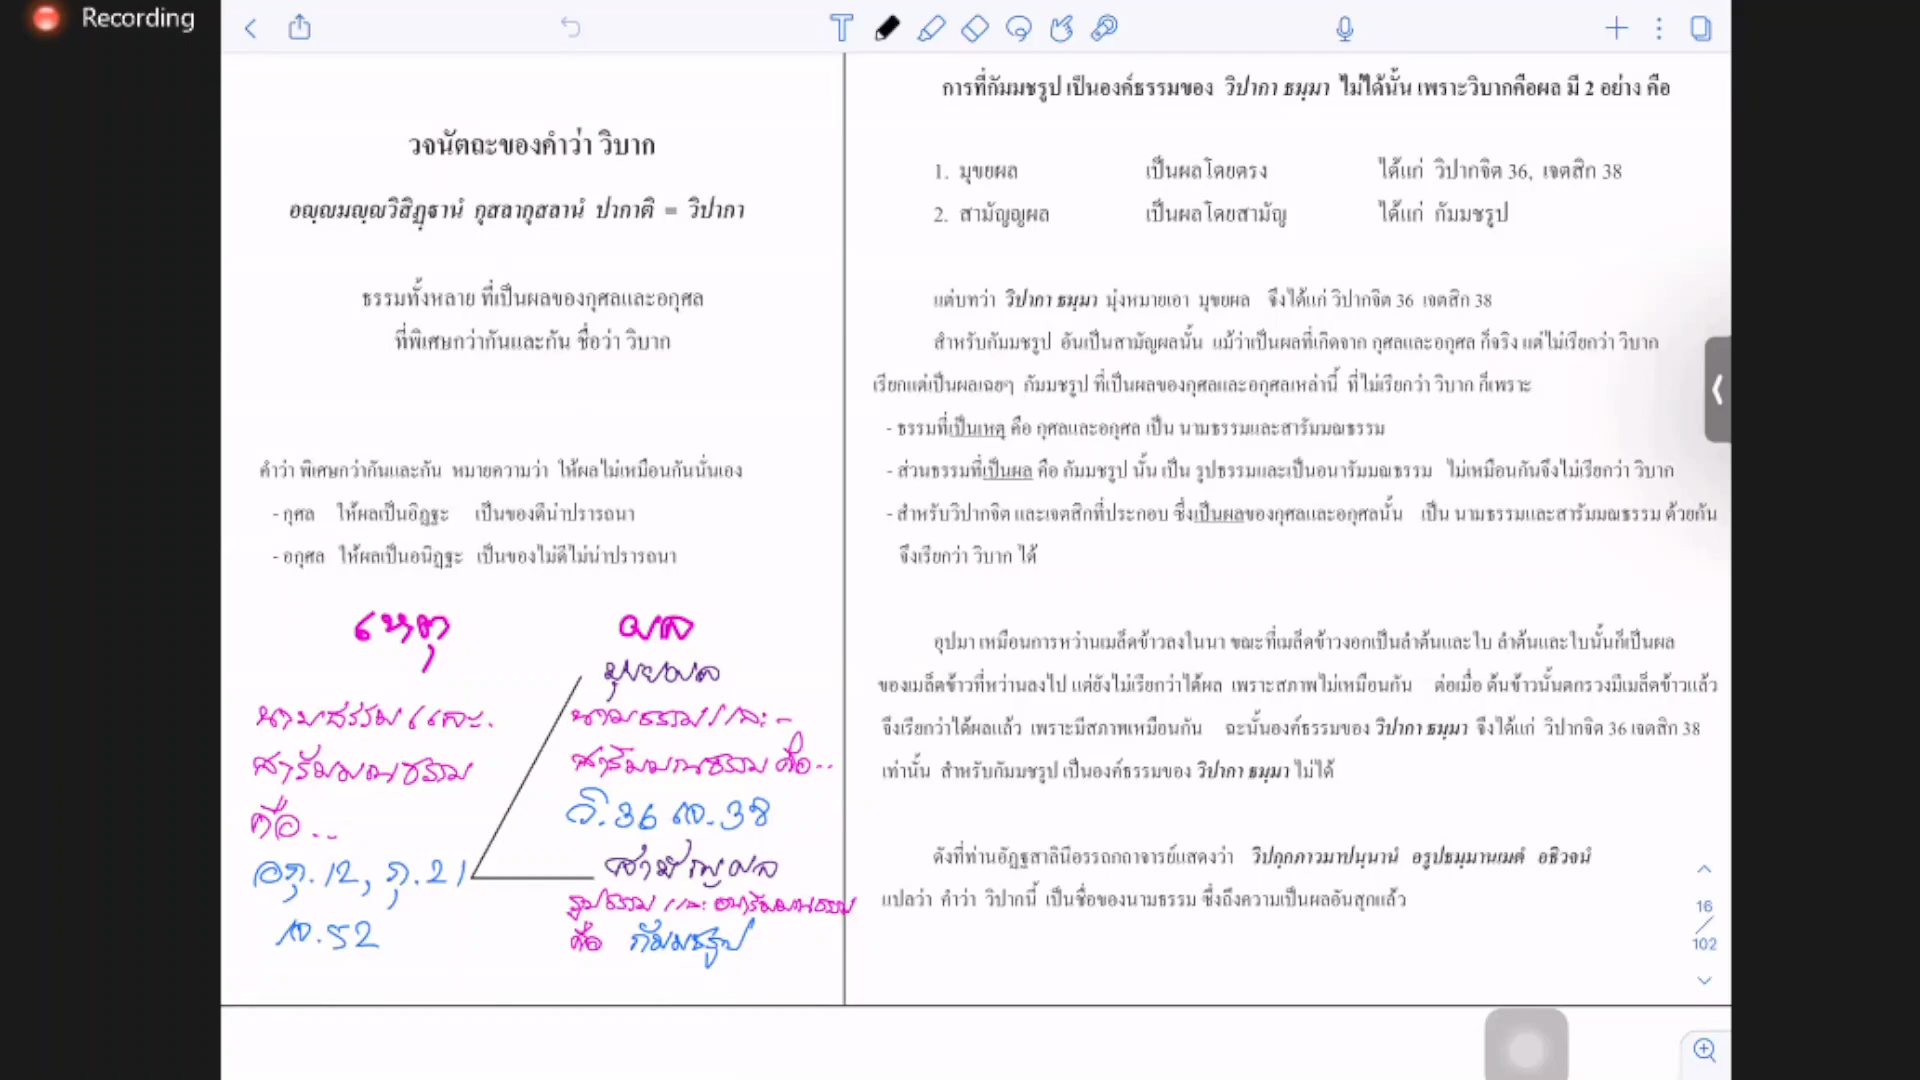 Recording
วจนัตถะของคำว่า วิบาก
อญฺญมญฺญวิสิฏฺฐานํ กุสลากุสลานํ ปากาติ = วิปากา
ธรรมทั้งหลาย ที่เป็นผลของกุศลและอกุศล
ที่พิเศษกว่ากันและกัน ชื่อว่า วิบาก
คำว่า พิเศษกว่ากันและกัน หมายความว่า ให้ผลไม่เหมือนกันนั่นเอง
- กุศล ให้ผลเป็นอิฏฐะ เป็นของดีน่าปรารถนา
- อกุศล ให้ผลเป็นอนิฏฐะ เป็นของไม่ดีไม่น่าปรารถนา
เหตุ
นามธรรมและ.
สารัมมณธรรม
คือ ..
อกุ.12, กุ.21
เจ.52
ผล
มุขยผล
นามธรรมและ-
สารัมมณธรรม คือ..
วิ.36 เจ.38
สามัญญผล
รูปธรรม และ อนารัมมณธรรม
คือ กัมมชรูป
การที่กัมมชรูป เป็นองค์ธรรมของ วิปากา ธมฺมา ไม่ได้นั้น เพราะวิบากคือผล มี 2 อย่าง คือ
1. มุขยผล เป็นผลโดยตรง ได้แก่ วิปากจิต 36, เจตสิก 38
2. สามัญญผล เป็นผลโดยสามัญ ได้แก่ กัมมชรูป
แต่บทว่า วิปากา ธมฺมา มุ่งหมายเอา มุขยผล จึงได้แก่ วิปากจิต 36 เจตสิก 38
สำหรับกัมมชรูป อันเป็นสามัญผลนั้น แม้ว่าเป็นผลที่เกิดจาก กุศลและอกุศล ก็จริง แต่ไม่เรียกว่า วิบาก
เรียกแต่เป็นผลเฉยๆ กัมมชรูป ที่เป็นผลของกุศลและอกุศลเหล่านี้ ที่ไม่เรียกว่า วิบาก ก็เพราะ
- ธรรมที่เป็นเหตุ คือ กุศลและอกุศล เป็น นามธรรมและสารัมมณธรรม
- ส่วนธรรมที่เป็นผล คือ กัมมชรูป นั้น เป็น รูปธรรมและเป็นอนารัมมณธรรม ไม่เหมือนกันจึงไม่เรียกว่า วิบาก
- สำหรับวิปากจิต และเจตสิกที่ประกอบ ซึ่งเป็นผลของกุศลและอกุศลนั้น เป็น นามธรรมและสารัมมณธรรม ด้วยกัน
จึงเรียกว่า วิบาก ได้
อุปมา เหมือนการหว่านเมล็ดข้าวลงในนา ขณะที่เมล็ดข้าวงอกเป็นลำต้นและใบ ลำต้นและใบนั้นก็เป็นผล
ของเมล็ดข้าวที่หว่านลงไป แต่ยังไม่เรียกว่าได้ผล เพราะสภาพไม่เหมือนกัน ต่อเมื่อ ต้นข้าวนั้นตกรวงมีเมล็ดข้าวแล้ว
จึงเรียกว่าได้ผลแล้ว เพราะมีสภาพเหมือนกัน ฉะนั้นองค์ธรรมของ วิปากา ธมฺมา จึงได้แก่ วิปากจิต 36 เจตสิก 38
เท่านั้น สำหรับกัมมชรูป เป็นองค์ธรรมของ วิปากา ธมฺมา ไม่ได้
ดังที่ท่านอัฏฐสาลินีอรรถกถาจารย์แสดงว่า วิปกฺกภาวมาปนฺนานํ อรูปธมฺมานเมตํ อธิวจนํ
แปลว่า คำว่า วิปากนี้ เป็นชื่อของนามธรรม ซึ่งถึงความเป็นผลอันสุกแล้ว
16
102